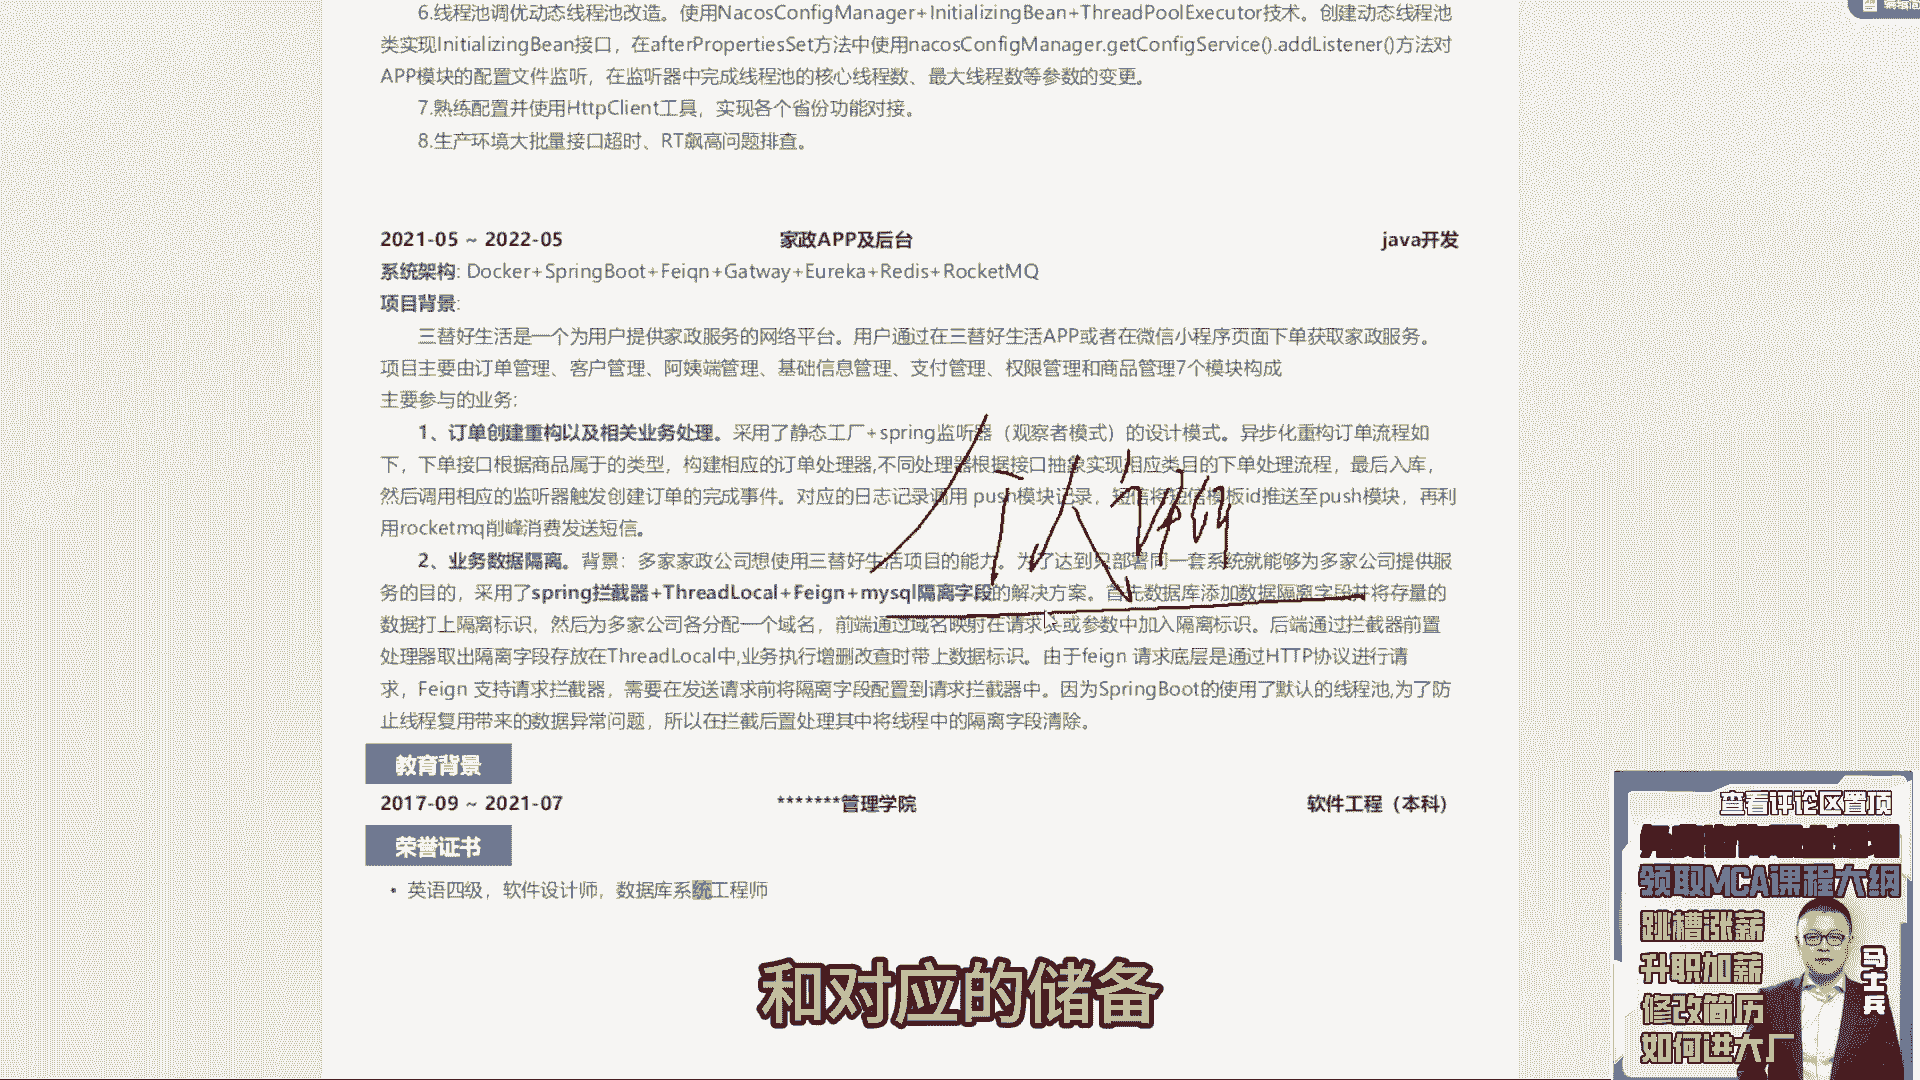 编辑简
6.线程池调优动态线程池改造。使用NacosConfigManager+InitializingBean+ThreadPoolExecutor技术。创建动态线程池
类实现InitializingBean接口，在afterPropertiesSet方法中使用nacosConfigManager.getConfigService().addListener()方法对
APP模块的配置文件监听，在监听器中完成线程池的核心线程数、最大线程数等参数的变更。
7.熟练配置并使用HttpClient工具，实现各个省份功能对接。
8.生产环境大批量接口超时、RT飙高问题排查。
2021-05 ~ 2022-05 家政APP及后台 java开发
系统架构: Docker+SpringBoot+Feiqn+Gatway+Eureka+Redis+RocketMQ
项目背景:
三替好生活是一个为用户提供家政服务的网络平台。用户通过在三替好生活APP或者在微信小程序页面下单获取家政服务。
项目主要由订单管理、客户管理、阿姨端管理、基础信息管理、支付管理、权限管理和商品管理7个模块构成
主要参与的业务:
1、订单创建重构以及相关业务处理。采用了静态工厂+spring监听器（观察者模式）的设计模式。异步化重构订单流程如
下，下单接口根据商品属于的类型，构建相应的订单处理器,不同处理器根据接口抽象实现相应类目的下单处理流程，最后入库，
然后调用相应的监听器触发创建订单的完成事件。对应的日志记录调用 push模块记录，短信将短信模板id推送至push模块，再利
用rocketmq削峰消费发送短信。
2、业务数据隔离。背景：多家家政公司想使用三替好生活项目的能力。为了达到只部署同一套系统就能够为多家公司提供服
务的目的，采用了spring拦截器+ThreadLocal+Feign+mysql隔离字段的解决方案。首先数据库添加数据隔离字段并将存量的
数据打上隔离标识，然后为多家公司各分配一个域名，前端通过域名映射在请求头或参数中加入隔离标识。后端通过拦截器前置
处理器取出隔离字段存放在ThreadLocal中,业务执行增删改查时带上数据标识。由于feign 请求底层是通过HTTP协议进行请
求，Feign 支持请求拦截器，需要在发送请求前将隔离字段配置到请求拦截器中。因为SpringBoot的使用了默认的线程池,为了防
止线程复用带来的数据异常问题，所以在拦截后置处理其中将线程中的隔离字段清除。
教育背景
2017-09 ~ 2021-07 *******管理学院 软件工程（本科）
荣誉证书
• 英语四级，软件设计师，数据库系统工程师
和对应的储备
查看评论区置顶
领取MCA课程大纲
跳槽涨薪
升职加薪
修改简历
如何进大厂
马士兵